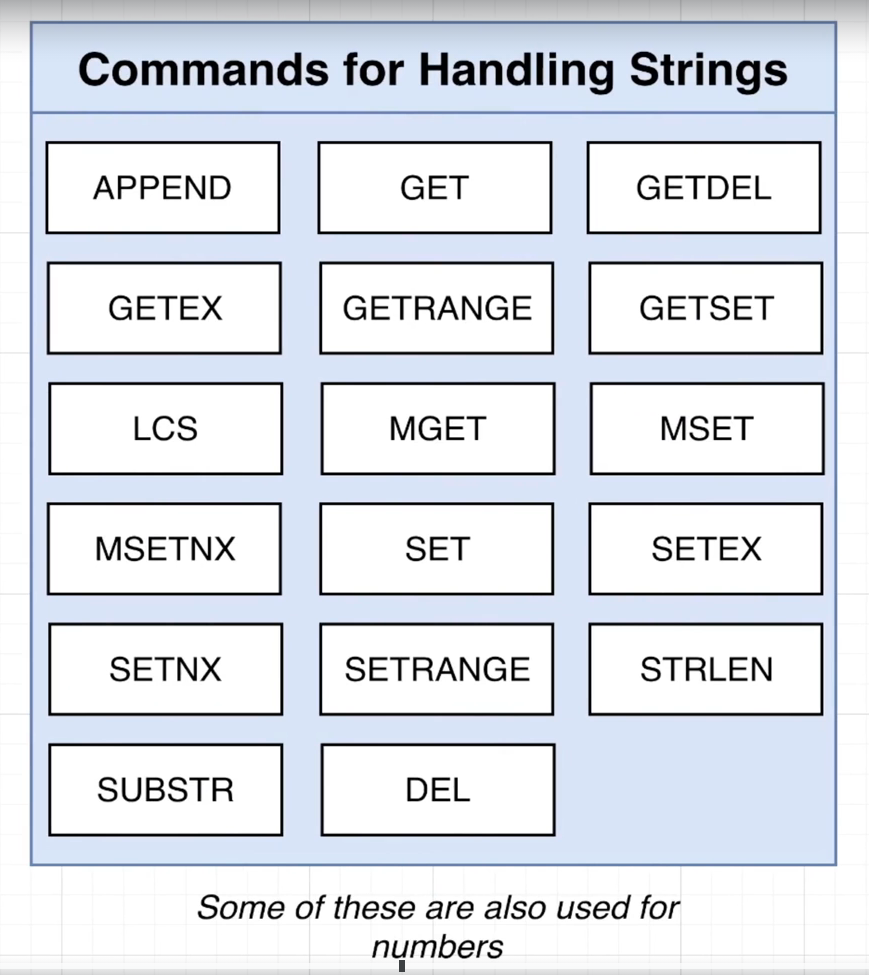 Commands for Handling Strings
APPEND
GET
GETDEL
GETEX
GETRANGE
GETSET
LCS
MGET
MSET
MSETNX
SET
SETEX
SETNX
SETRANGE
STRLEN
SUBSTR
DEL
Some of these are also used for
numbers